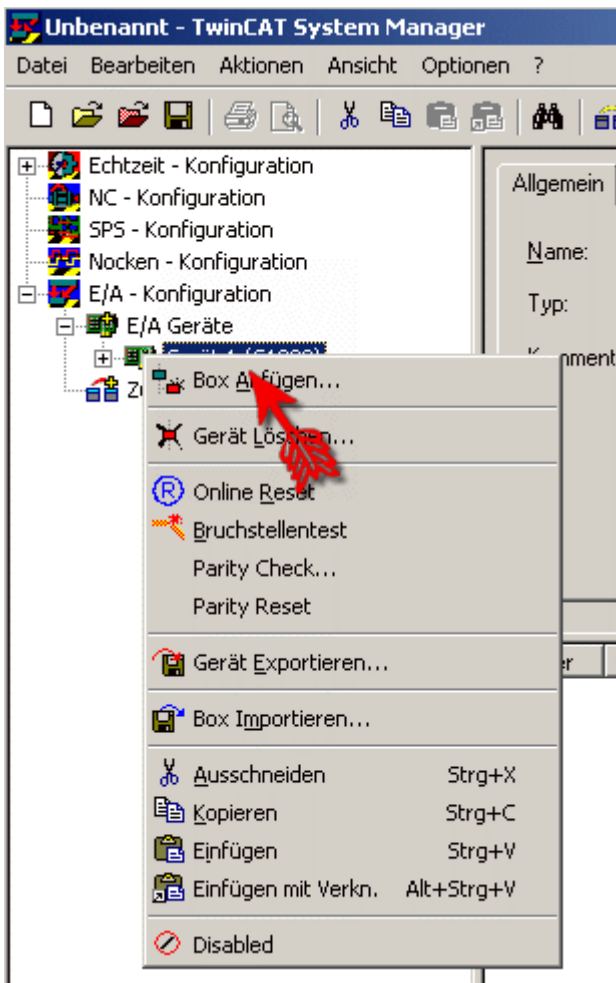 Unbenannt - TwinCAT System Manager
Datei Bearbeiten Aktionen Ansicht Optionen ?
Echtzeit - Konfiguration
NC - Konfiguration
SPS - Konfiguration
Nocken - Konfiguration
E/A - Konfiguration
E/A Geräte
Allgemein
Name:
Typ:
Box Anfügen...
Gerät Löschen...
Online Reset
Bruchstellentest
Parity Check...
Parity Reset
Gerät Exportieren...
Box Importieren...
Ausschneiden Strg+X
Kopieren Strg+C
Einfügen Strg+V
Einfügen mit Verkn. Alt+Strg+V
Disabled